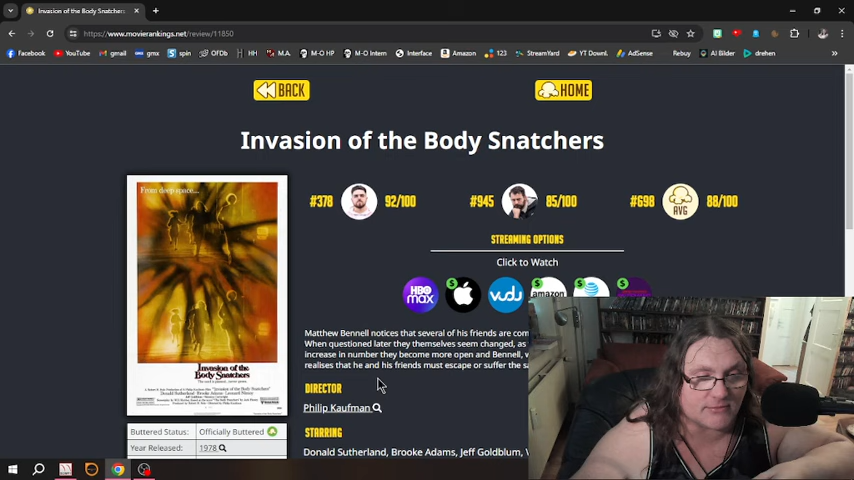 Invasion of the Body Snatchers
https://www.movierankings.net/review/11850
Facebook YouTube gmail gmx spin OFDb HH M.A. M-O HP M-O Intern Interface Amazon 123 StreamYard YT Downl. AdSense Rebuy AI Bilder drehen
BACK HOME
Invasion of the Body Snatchers
#378 92/100 #945 85/100 #698 AVG 88/100
From deep space...
STREAMING OPTIONS
Click to Watch
HBO max vudu amazon AT&T
Matthew Bennell notices that several of his friends are com
When questioned later they themselves seem changed, as
increase in number they become more open and Bennell, w
realises that he and his friends must escape or suffer the sa
Invasion of the
Body Snatchers
DIRECTOR
Philip Kaufman
Buttered Status: Officially Buttered
STARRING
Year Released: 1978
Donald Sutherland, Brooke Adams, Jeff Goldblum,